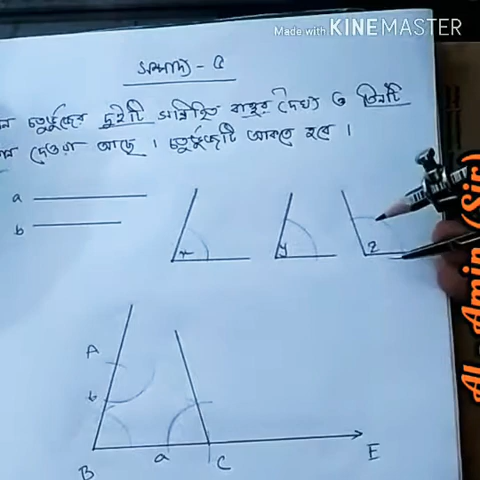 Made with KINEMASTER
সম্পাদ্য - ৫
চতুর্ভুজের দুইটি সন্নিহিত বাহুর দৈর্ঘ্য ও তিনটি
দেওয়া আছে । চতুর্ভুজটি আঁকতে হবে ।
a
b
x y z
A
b
B a C E
Al-Amin (Sir)